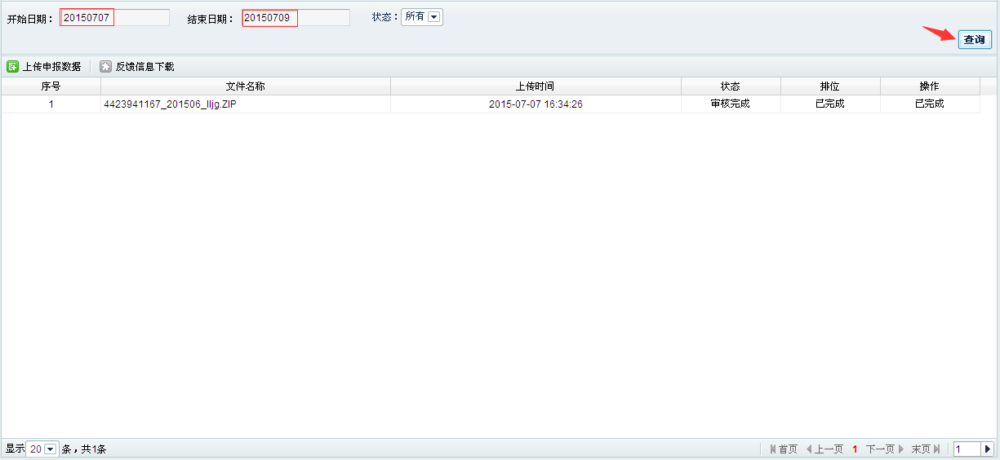 开始日期： 20150707 结束日期： 20150709 状态： 所有
查询
上传申报数据 反馈信息下载
序号 文件名称 上传时间 状态 排位 操作
1 4423941167_201506_lljg.ZIP 2015-07-07 16:34:26 审核完成 已完成 已完成
显示 20 条，共1条 首页 上一页 1 下一页 末页 1